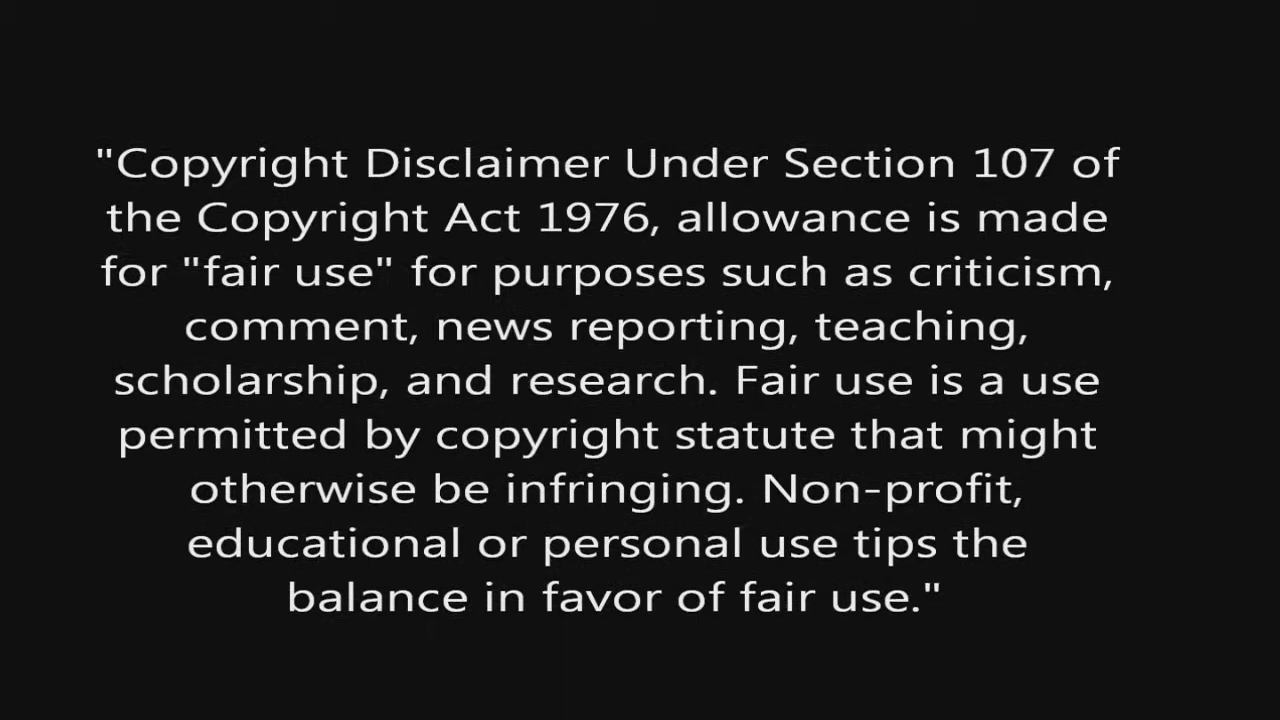 "Copyright Disclaimer Under Section 107 of
the Copyright Act 1976, allowance is made
for "fair use" for purposes such as criticism,
comment, news reporting, teaching,
scholarship, and research. Fair use is a use
permitted by copyright statute that might
otherwise be infringing. Non-profit,
educational or personal use tips the
balance in favor of fair use."